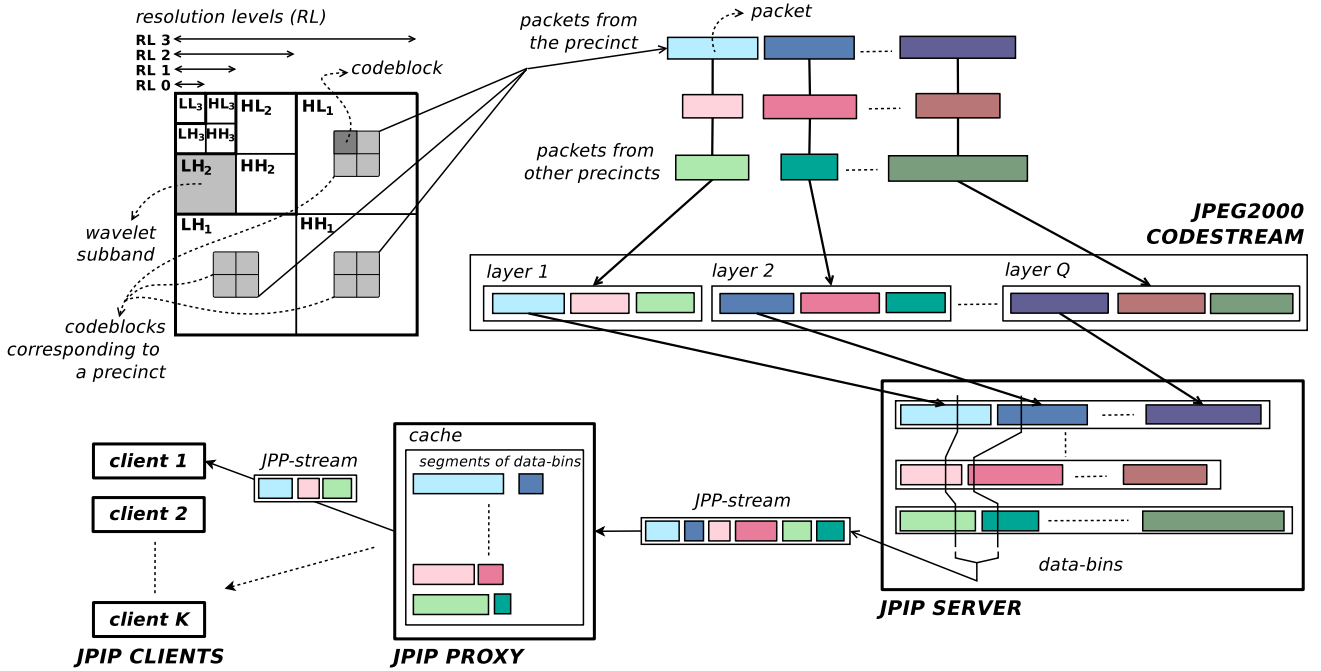 resolution levels (RL)
RL 3
RL 2
RL 1
RL 0
codeblock
LL3
HL3
HL2
HL1
LH3
HH3
LH2
HH2
LH1
HH1
wavelet
subband
codeblocks
corresponding to
a precinct
packets from
the precinct
packet
packets from
other precincts
JPEG2000
CODESTREAM
layer 1
layer 2
layer Q
data-bins
JPIP SERVER
JPP-stream
cache
segments of data-bins
JPIP PROXY
JPP-stream
client 1
client 2
client K
JPIP CLIENTS